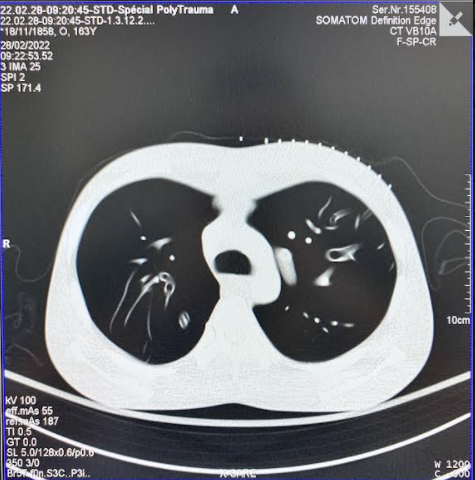 22.02.28-09:20:45-STD-Spécial PolyTrauma
22.02.28-09:20:45-STD-1.3.12.2....
*18/11/1858, O, 163Y
28/02/2022
09:22:53.52
3 IMA 25
SPI 2
SP 171.4
A
Ser.Nr.155408
SOMATOM Definition Edge
CT VB10A
F-SP-CR
R
10cm
kV 100
eff.mAs 55
ref.mAs 187
TI 0.5
GT 0.0
SL 5.0/128x0.6/p0.6
350 3/0
W 1200